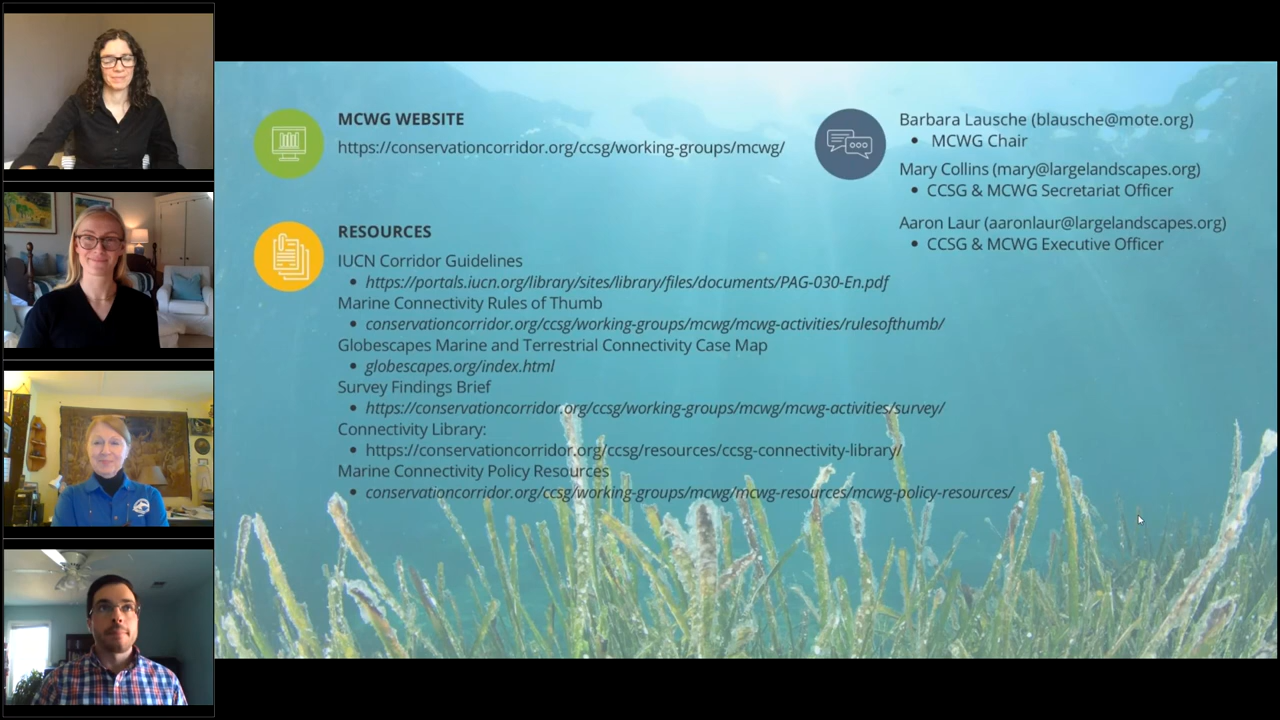 MCWG WEBSITE
https://conservationcorridor.org/ccsg/working-groups/mcwg/
RESOURCES
IUCN Corridor Guidelines
• https://portals.iucn.org/library/sites/library/files/documents/PAG-030-En.pdf
Marine Connectivity Rules of Thumb
• conservationcorridor.org/ccsg/working-groups/mcwg/mcwg-activities/rulesofthumb/
Globescapes Marine and Terrestrial Connectivity Case Map
• globescapes.org/index.html
Survey Findings Brief
• https://conservationcorridor.org/ccsg/working-groups/mcwg/mcwg-activities/survey/
Connectivity Library:
• https://conservationcorridor.org/ccsg/resources/ccsg-connectivity-library/
Marine Connectivity Policy Resources
• conservationcorridor.org/ccsg/working-groups/mcwg/mcwg-resources/mcwg-policy-resources/
Barbara Lausche (blausche@mote.org)
• MCWG Chair
Mary Collins (mary@largelandscapes.org)
• CCSG & MCWG Secretariat Officer
Aaron Laur (aaronlaur@largelandscapes.org)
• CCSG & MCWG Executive Officer